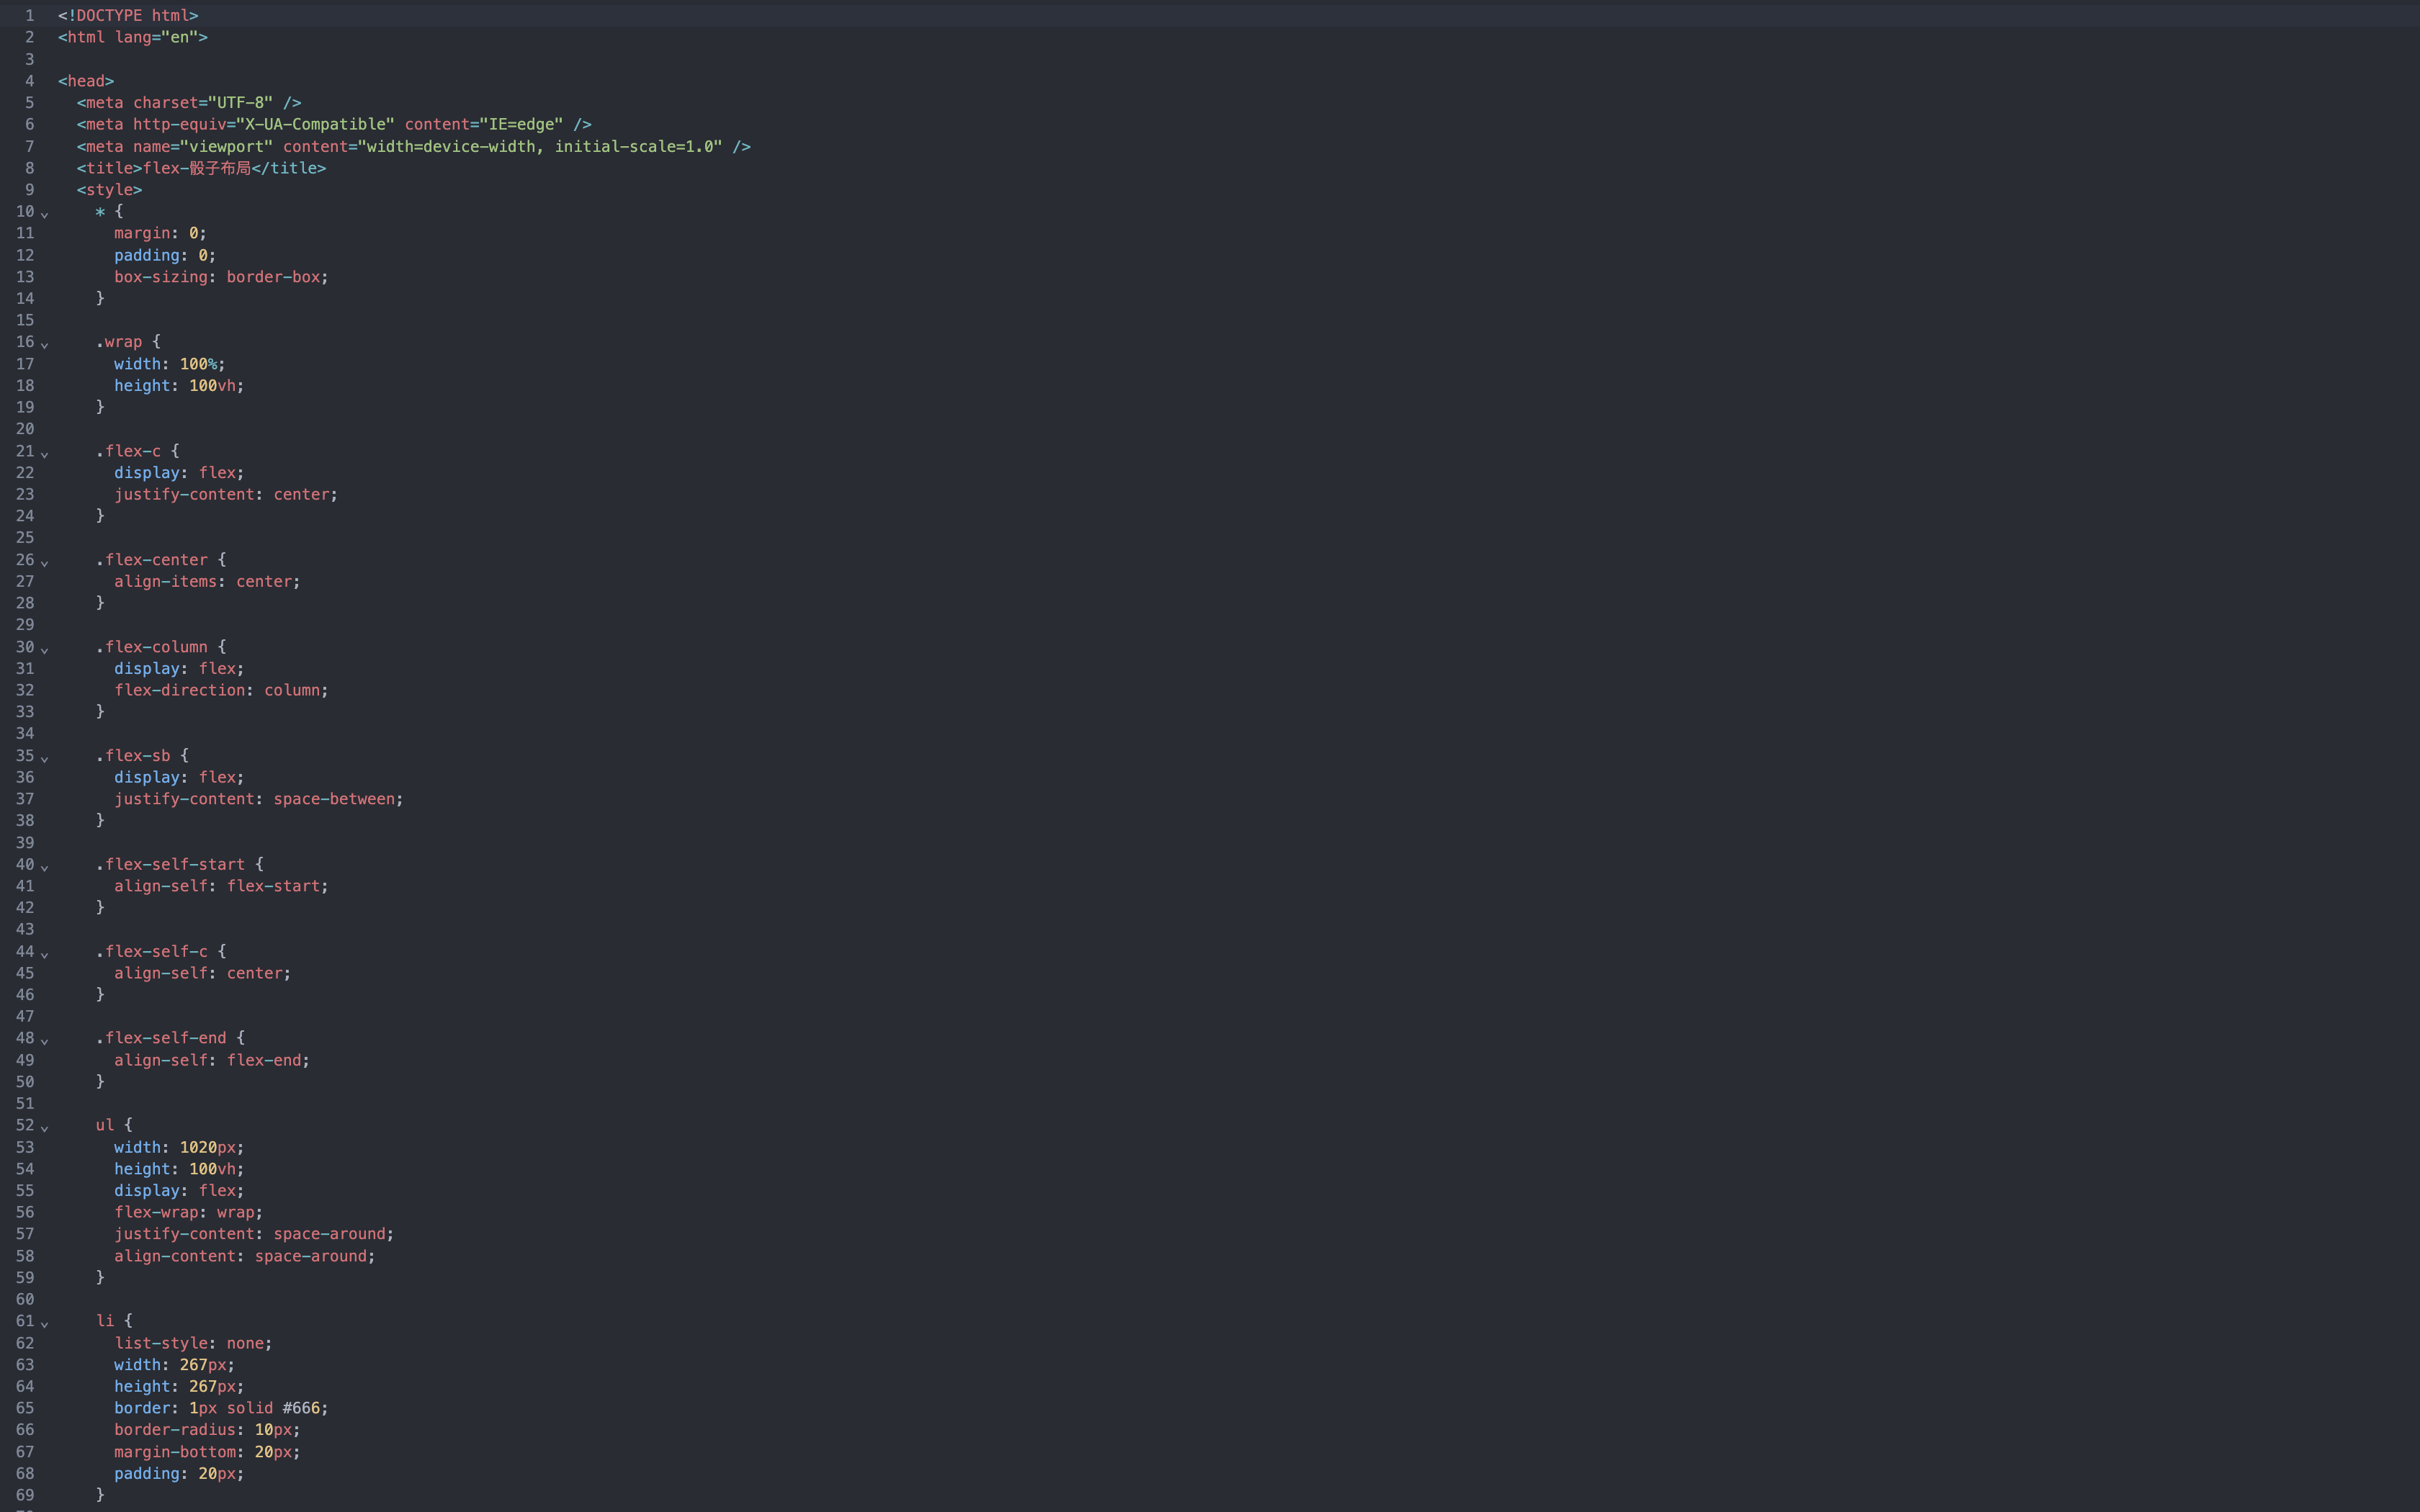 1 <!DOCTYPE html>
2 <html lang="en">
3
4 <head>
5   <meta charset="UTF-8" />
6   <meta http-equiv="X-UA-Compatible" content="IE=edge" />
7   <meta name="viewport" content="width=device-width, initial-scale=1.0" />
8   <title>flex-骰子布局</title>
9   <style>
10     * {
11       margin: 0;
12       padding: 0;
13       box-sizing: border-box;
14     }
15
16     .wrap {
17       width: 100%;
18       height: 100vh;
19     }
20
21     .flex-c {
22       display: flex;
23       justify-content: center;
24     }
25
26     .flex-center {
27       align-items: center;
28     }
29
30     .flex-column {
31       display: flex;
32       flex-direction: column;
33     }
34
35     .flex-sb {
36       display: flex;
37       justify-content: space-between;
38     }
39
40     .flex-self-start {
41       align-self: flex-start;
42     }
43
44     .flex-self-c {
45       align-self: center;
46     }
47
48     .flex-self-end {
49       align-self: flex-end;
50     }
51
52     ul {
53       width: 1020px;
54       height: 100vh;
55       display: flex;
56       flex-wrap: wrap;
57       justify-content: space-around;
58       align-content: space-around;
59     }
60
61     li {
62       list-style: none;
63       width: 267px;
64       height: 267px;
65       border: 1px solid #666;
66       border-radius: 10px;
67       margin-bottom: 20px;
68       padding: 20px;
69     }